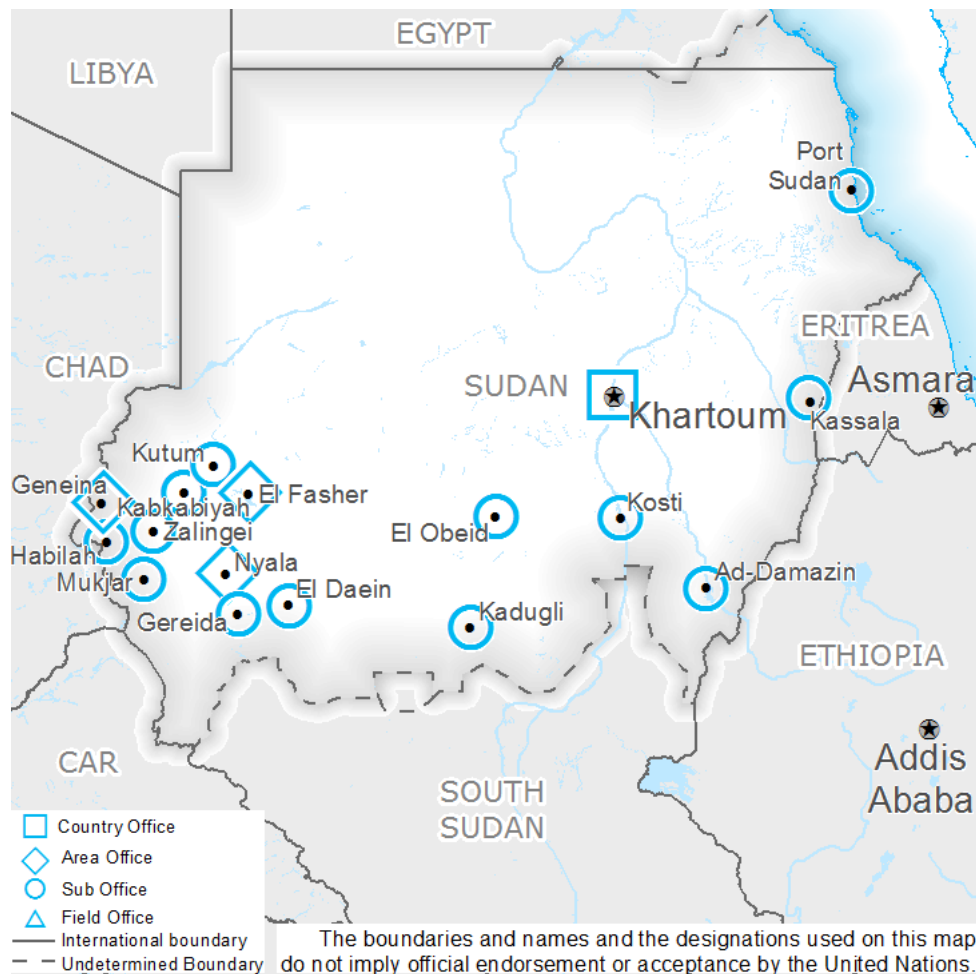 EGYPT
LIBYA
Port
Sudan
ERITREA
CHAD
SUDAN
Asmara
Khartoum
Kassala
Kutum
Geneina
El Fasher
Kabkabiyah
Kosti
El Obeid
Zalingei
Habilah
Nyala
Mukjar
Ad-Damazin
El Daein
Gereida
Kadugli
ETHIOPIA
CAR
Addis
Ababa
SOUTH
SUDAN
Country Office
Area Office
Sub Office
Field Office
International boundary
Undetermined Boundary
The boundaries and names and the designations used on this map
do not imply official endorsement or acceptance by the United Nations.